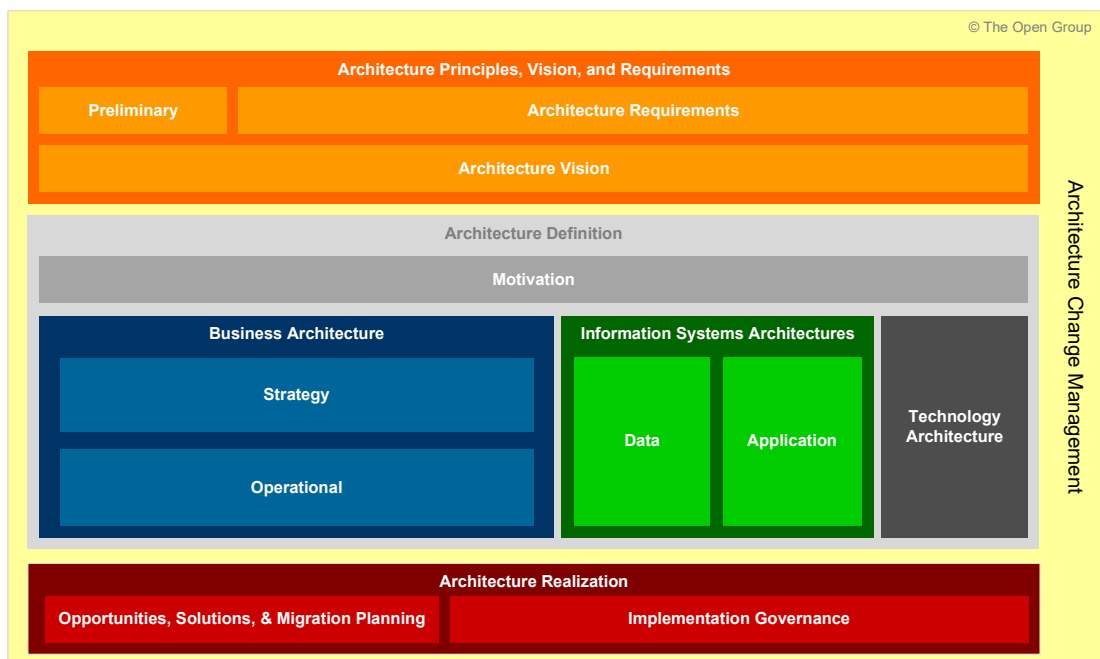 © The Open Group
Architecture Principles, Vision, and Requirements
Preliminary
Architecture Requirements
Architecture Vision
Architecture Definition
Motivation
Business Architecture
Strategy
Operational
Information Systems Architectures
Data
Application
Technology
Architecture
Architecture Realization
Opportunities, Solutions, & Migration Planning
Implementation Governance
Architecture Change Management